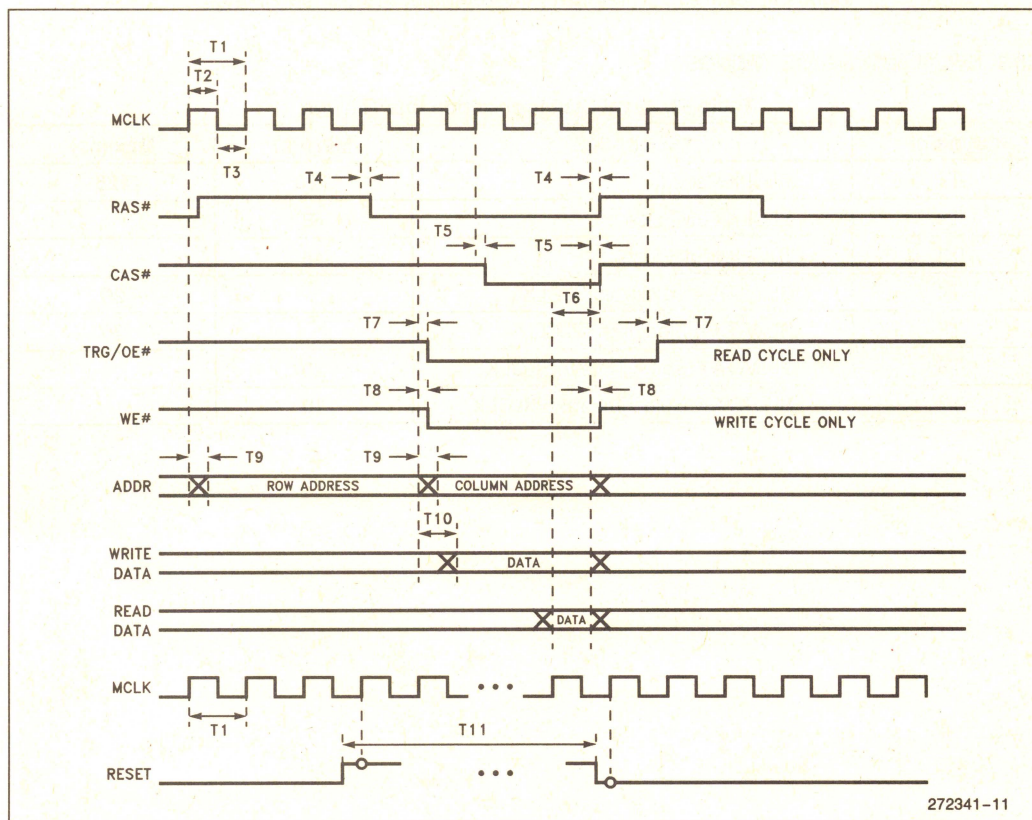 T1
T2
MCLK
T3
T4 T4
RAS#
T5 T5
CAS#
T6
T7 T7
TRG/OE# READ CYCLE ONLY
T8 T8
WE# WRITE CYCLE ONLY
T9 T9
ADDR ROW ADDRESS COLUMN ADDRESS
T10
WRITE
DATA DATA
READ
DATA DATA
MCLK • • •
T1
T11
RESET • • •
272341-11